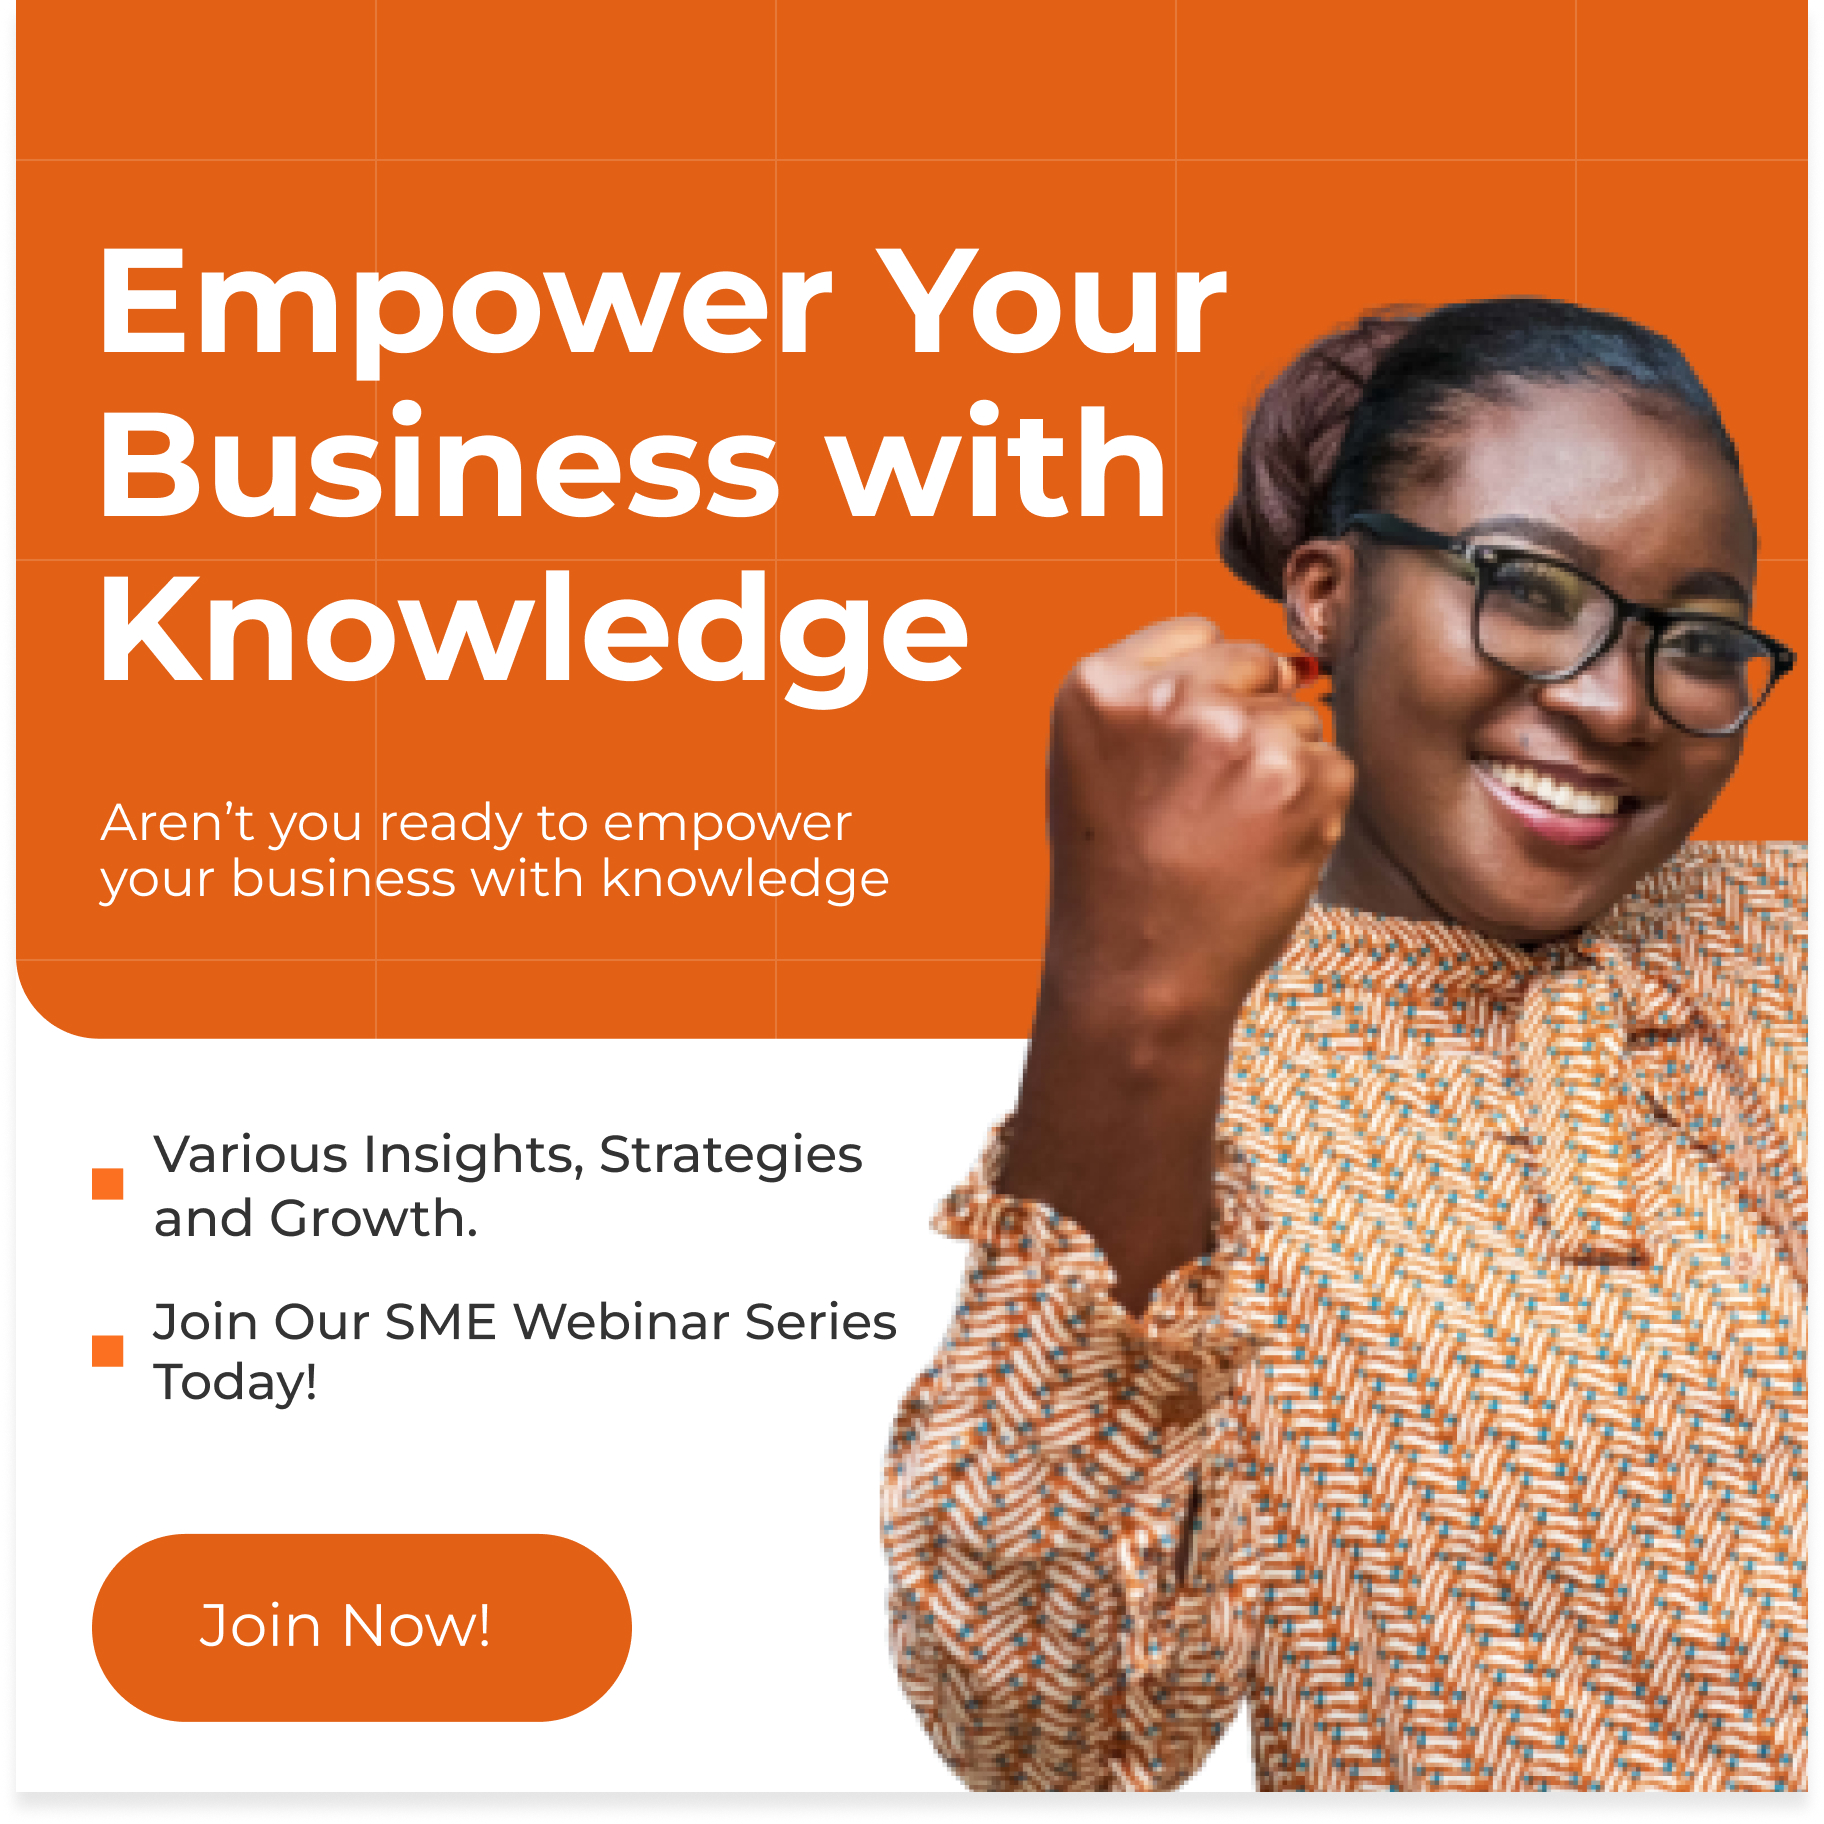 Empower Your
Business with
Knowledge
Aren’t you ready to empower
your business with knowledge
Various Insights, Strategies
and Growth.
Join Our SME Webinar Series
Today!
Join Now!